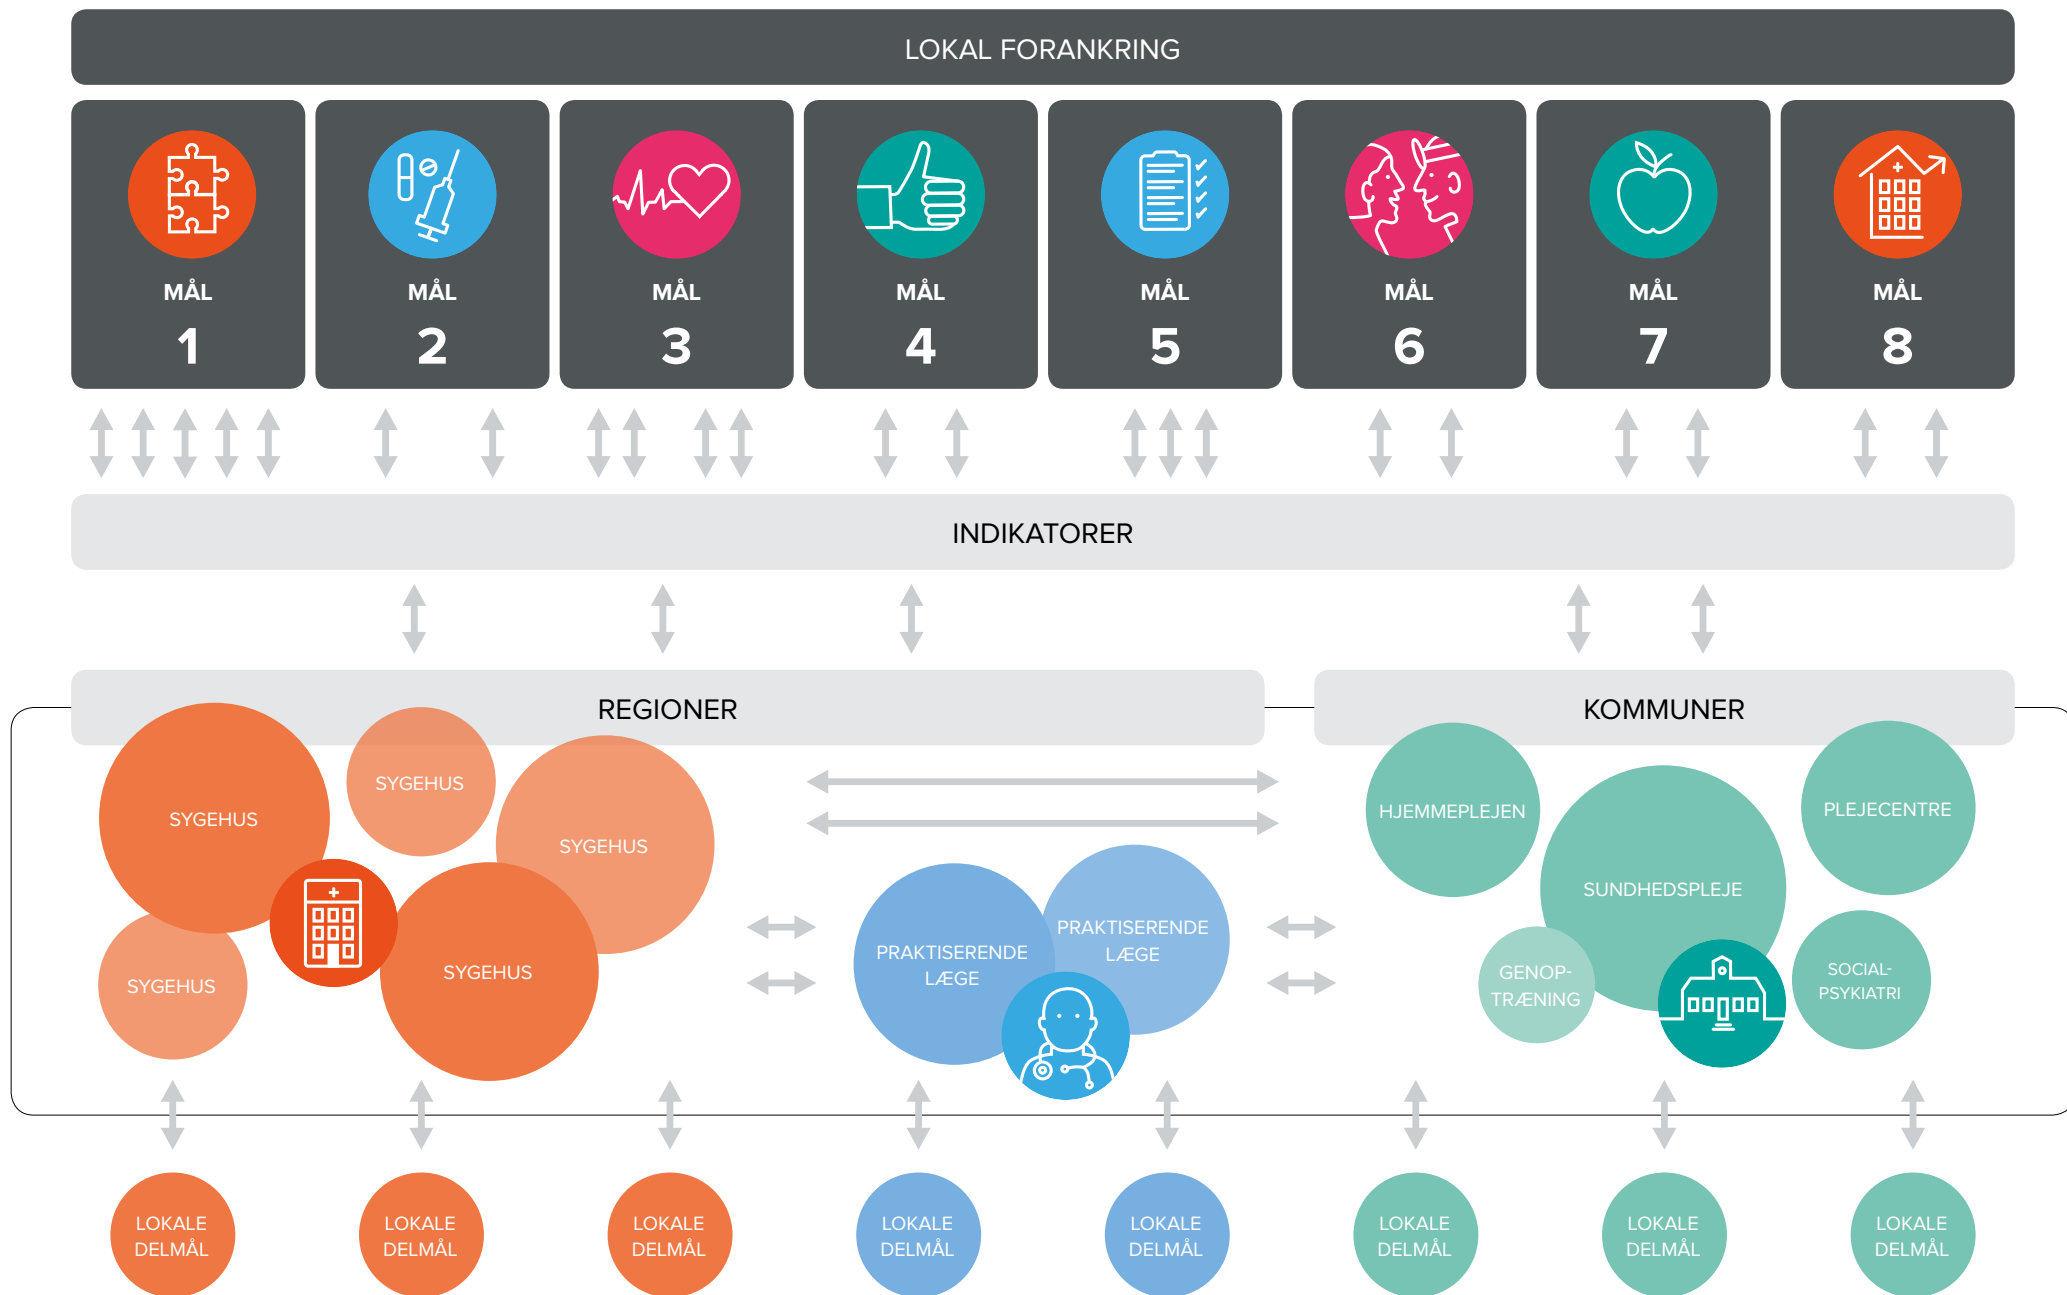 LOKAL FORANKRING
MÅL
1
MÅL
2
MÅL
3
MÅL
4
MÅL
5
MÅL
6
MÅL
7
MÅL
8
INDIKATORER
REGIONER
KOMMUNER
SYGEHUS
SYGEHUS
SYGEHUS
SYGEHUS
SYGEHUS
PRAKTISERENDE
LÆGE
PRAKTISERENDE
LÆGE
HJEMMEPLEJEN
SUNDHEDSPLEJE
PLEJECENTRE
GENOP-
TRÆNING
SOCIAL-
PSYKIATRI
LOKALE
DELMÅL
LOKALE
DELMÅL
LOKALE
DELMÅL
LOKALE
DELMÅL
LOKALE
DELMÅL
LOKALE
DELMÅL
LOKALE
DELMÅL
LOKALE
DELMÅL